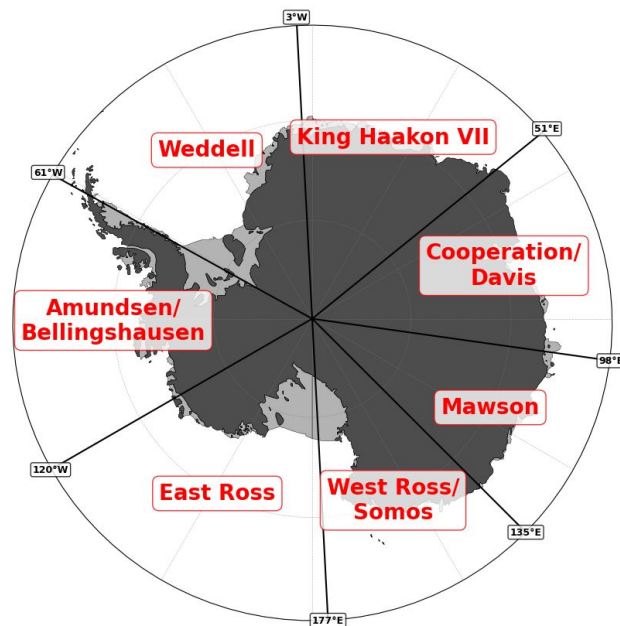 3°W
King Haakon VII
51°E
Weddell
61°W
Cooperation/
Davis
Amundsen/
Bellingshausen
98°E
Mawson
120°W
East Ross
West Ross/
Somos
135°E
177°E